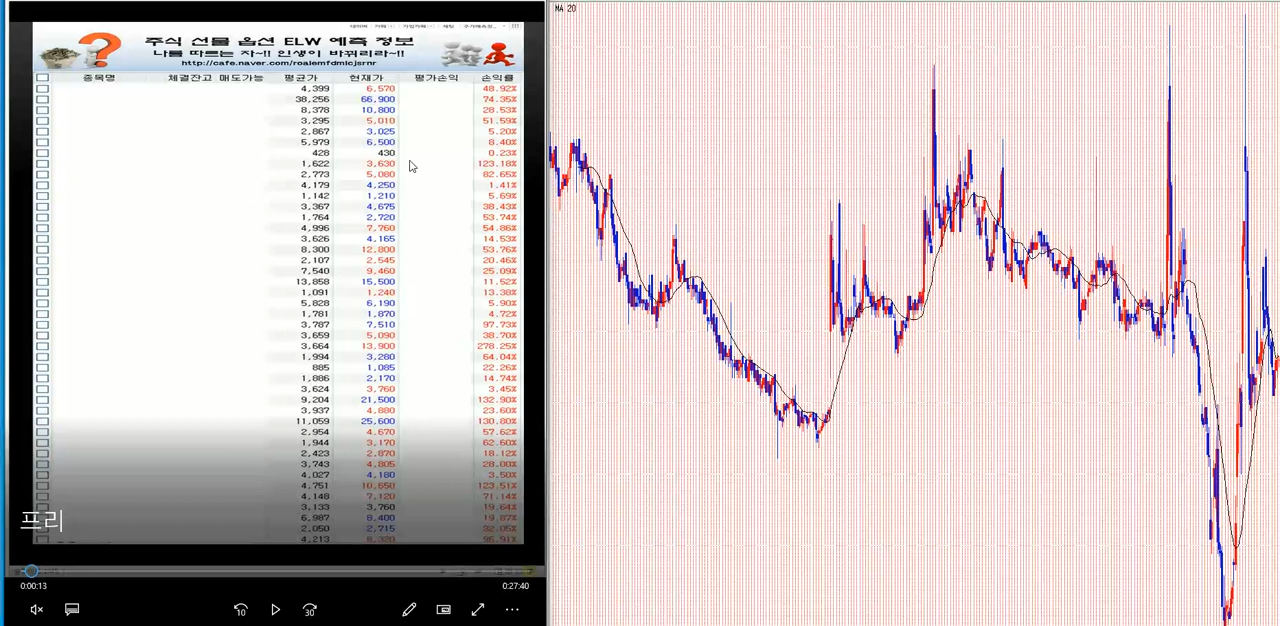 MA 20
주식 선물 옵션 ELW 예측 정보
나를 따르는 자~!! 인생이 바뀌리라~!!
http://cafe.naver.com/roalemfdmlcjsrnr
종목명 체결잔고 매도가능 평균가 현재가 평가손익 손익률
4,399 6,570 48.92%
38,256 66,900 74.35%
8,378 10,800 28.53%
3,295 5,010 51.59%
2,867 3,025 5.20%
5,979 6,500 8.40%
428 430 0.23%
1,622 3,630 123.18%
2,773 5,080 82.65%
4,179 4,250 1.41%
1,142 1,210 5.69%
3,367 4,675 38.43%
1,764 2,720 53.74%
4,996 7,760 54.86%
3,626 4,165 14.53%
8,300 12,800 53.76%
2,107 2,545 20.46%
7,540 9,460 25.09%
13,858 15,500 11.52%
1,091 1,240 13.38%
5,828 6,190 5.90%
1,781 1,870 4.72%
3,787 7,510 97.73%
3,659 5,090 38.70%
3,664 13,900 278.25%
1,994 3,280 64.04%
885 1,085 22.26%
1,886 2,170 14.74%
3,624 3,760 3.45%
9,204 21,500 132.90%
3,937 4,880 23.60%
11,059 25,600 130.80%
2,954 4,670 57.62%
1,944 3,170 62.60%
2,423 2,870 18.12%
3,743 4,805 28.00%
4,027 4,180 3.50%
4,751 10,650 123.51%
4,148 7,120 71.14%
3,133 3,760 19.64%
6,987 8,400 19.87%
2,050 2,715 32.05%
4,213 8,320 96.91%
프리
0:00:13 0:27:40
10 30